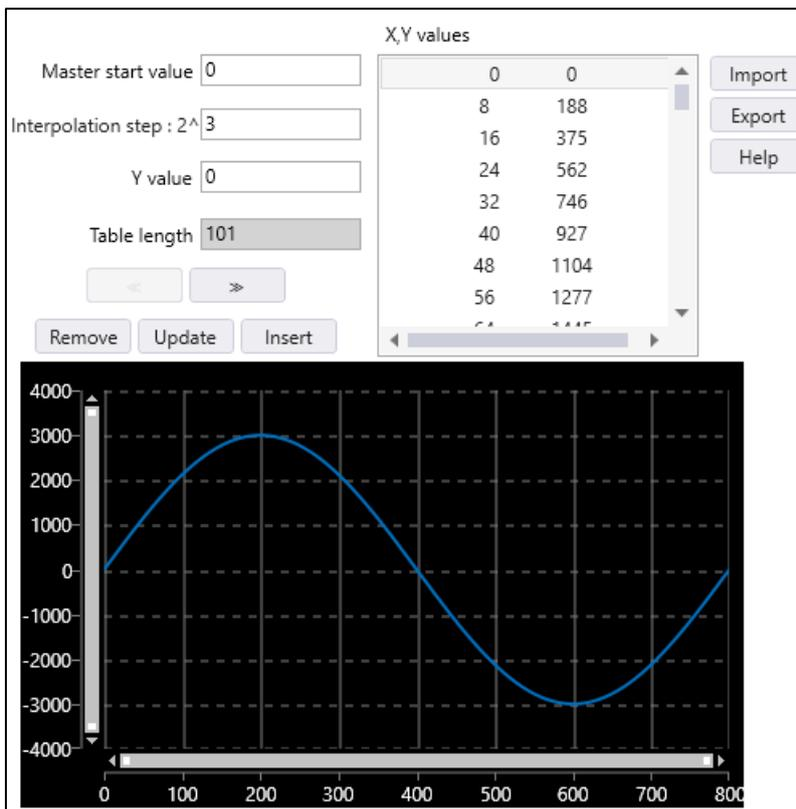 X,Y values
Master start value 0
Interpolation step : 2^ 3
Y value 0
Table length 101
≪ ≫
Remove Update Insert
0 0
8 188
16 375
24 562
32 746
40 927
48 1104
56 1277
64 1445
Import
Export
Help
4000
3000
2000
1000
0
-1000
-2000
-3000
-4000
0 100 200 300 400 500 600 700 800